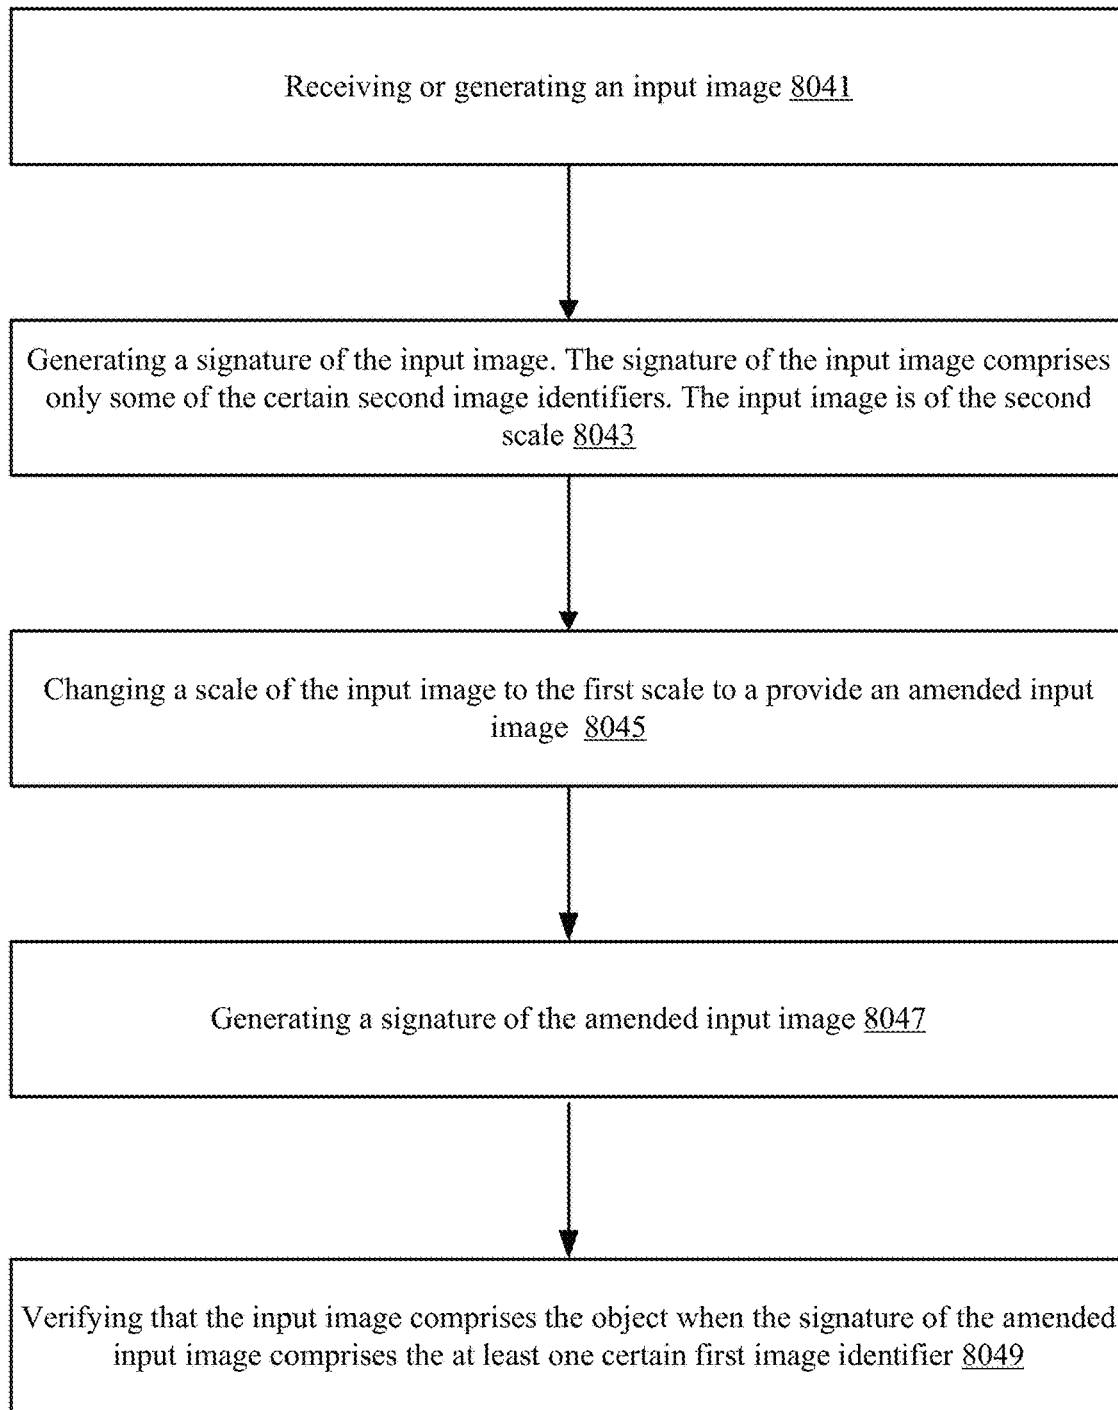 Receiving or generating an input image 8041
Generating a signature of the input image. The signature of the input image comprises
only some of the certain second image identifiers. The input image is of the second
scale 8043
Changing a scale of the input image to the first scale to a provide an amended input
image 8045
Generating a signature of the amended input image 8047
Verifying that the input image comprises the object when the signature of the amended
input image comprises the at least one certain first image identifier 8049